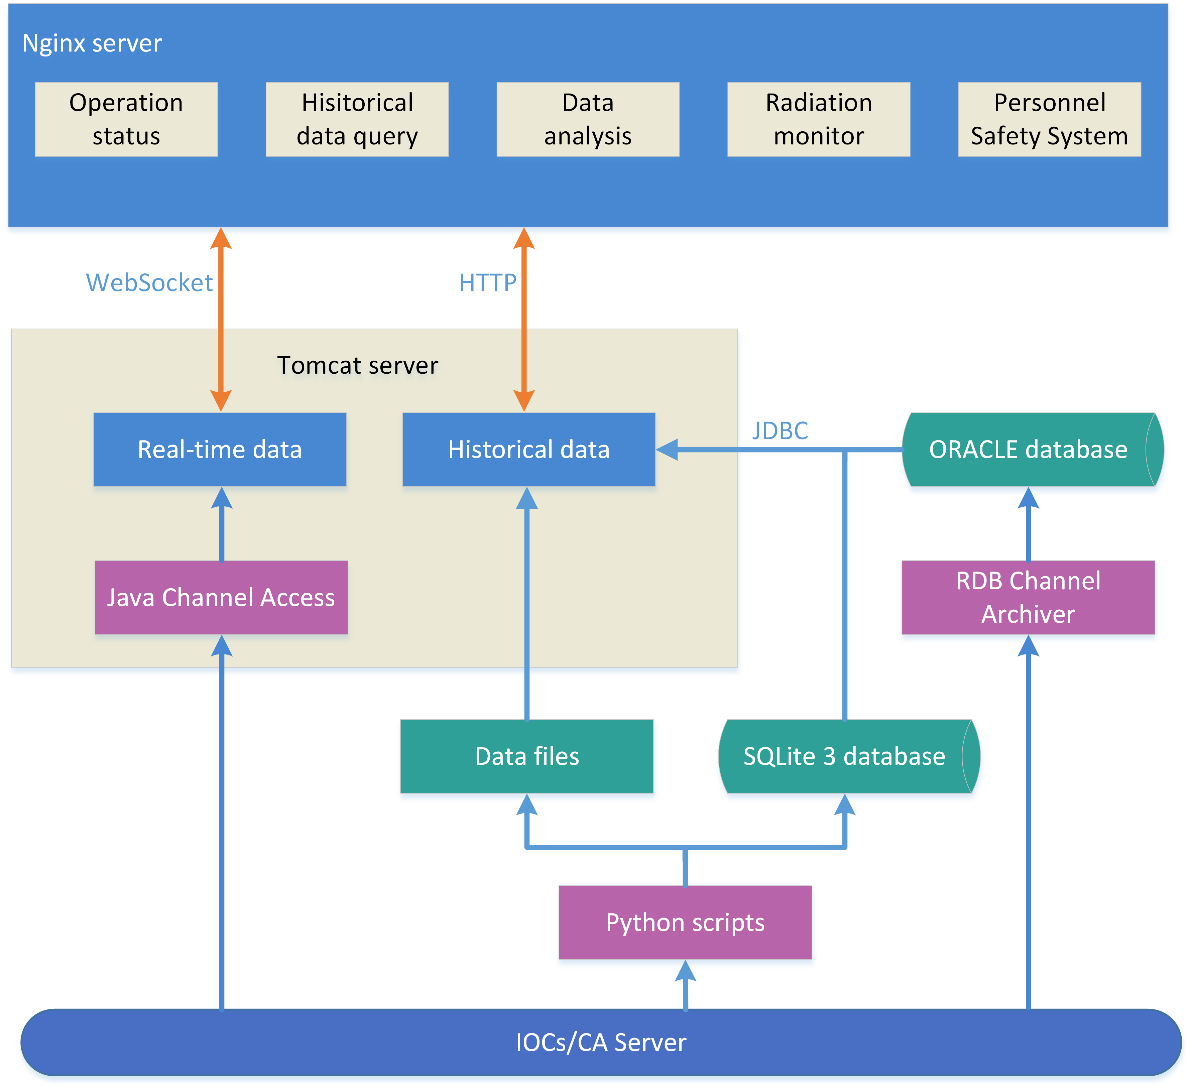 Nginx server
Operation
status
Hisitorical
data query
Data
analysis
Radiation
monitor
Personnel
Safety System
WebSocket
HTTP
Tomcat server
Real-time data
Historical data
JDBC
ORACLE database
Java Channel Access
RDB Channel
Archiver
Data files
SQLite 3 database
Python scripts
IOCs/CA Server